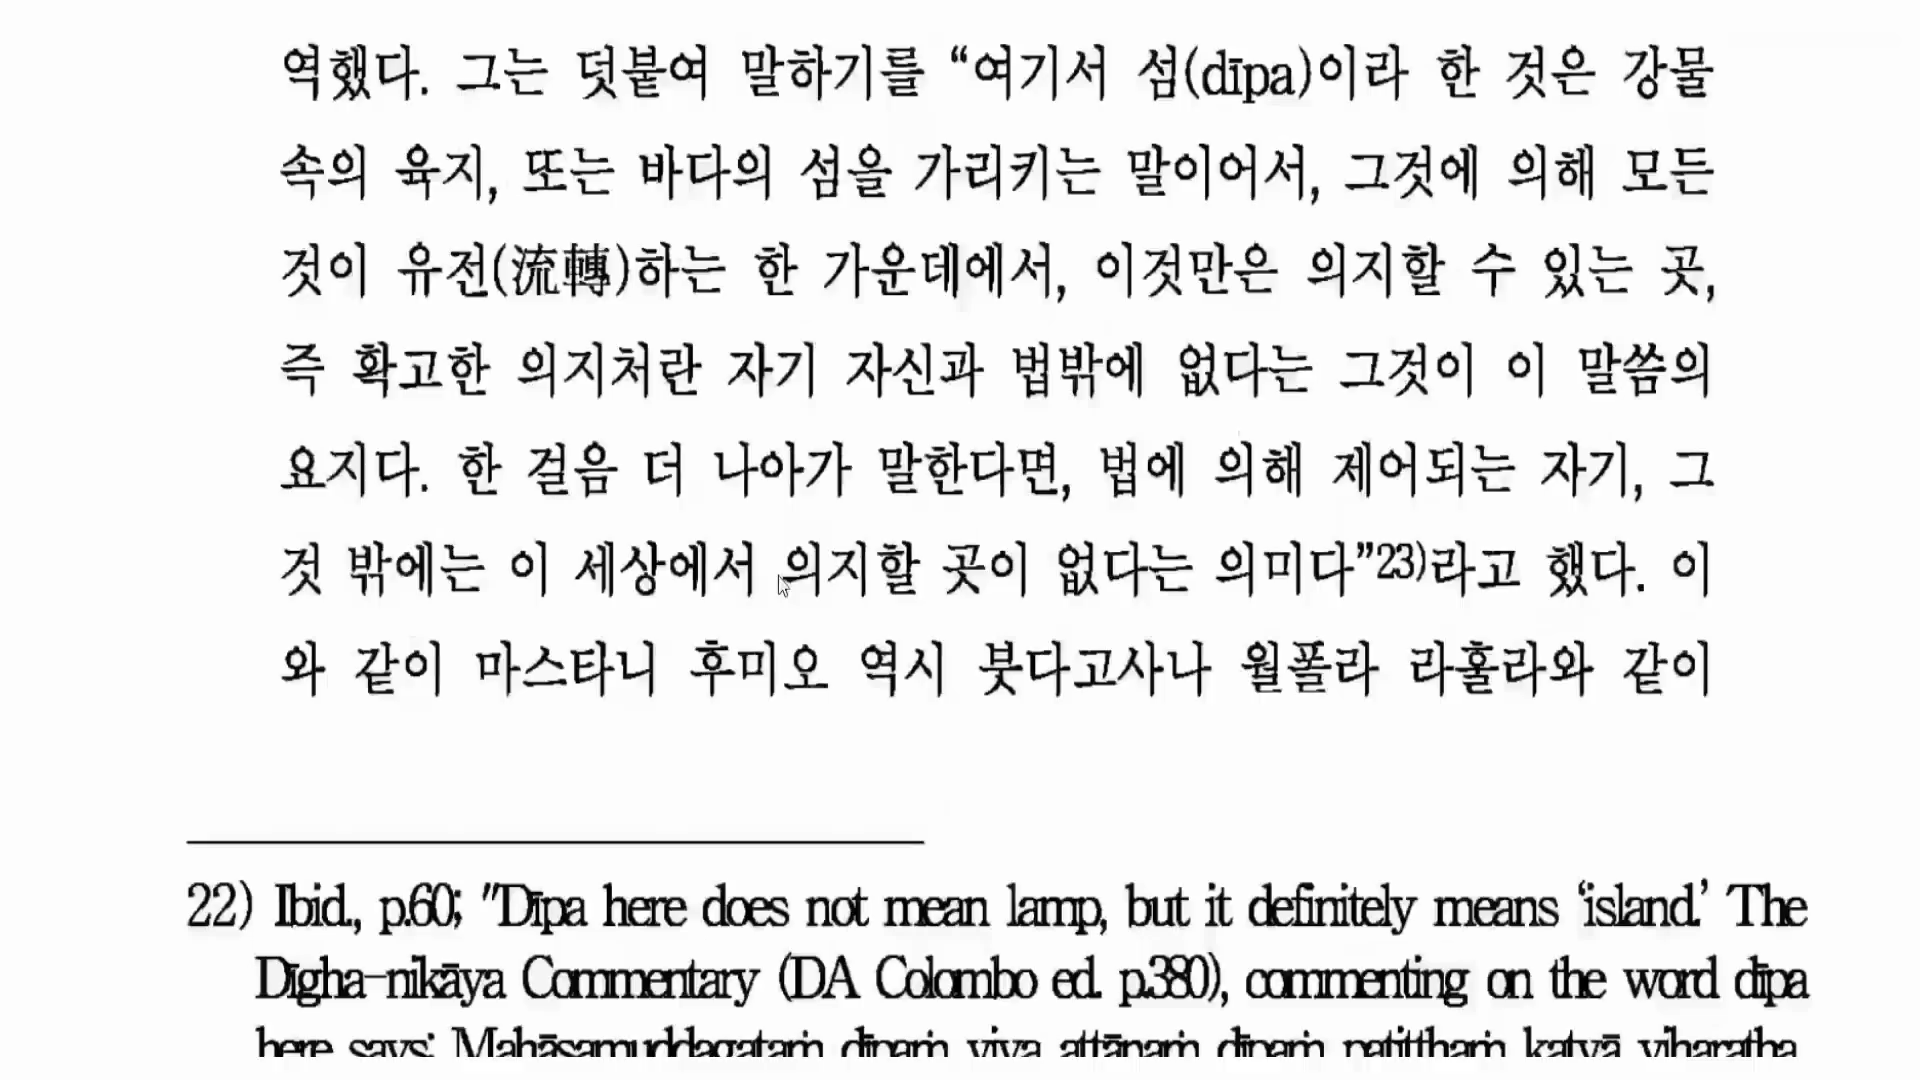 역했다. 그는 덧붙여 말하기를 “여기서 섬(dīpa)이라 한 것은 강물
속의 육지, 또는 바다의 섬을 가리키는 말이어서, 그것에 의해 모든
것이 유전(流轉)하는 한 가운데에서, 이것만은 의지할 수 있는 곳,
즉 확고한 의지처란 자기 자신과 법밖에 없다는 그것이 이 말씀의
요지다. 한 걸음 더 나아가 말한다면, 법에 의해 제어되는 자기, 그
것 밖에는 이 세상에서 의지할 곳이 없다는 의미다”23)라고 했다. 이
와 같이 마스타니 후미오 역시 붓다고사나 월폴라 라훌라와 같이
22) Ibid., p.60; "Dīpa here does not mean lamp, but it definitely means ‘island.’ The
Dīgha-nikāya Commentary (DA Colombo ed. p.380), commenting on the word dīpa
here says: Mahāsamuddagataṁ dīpaṁ viya attānaṁ dīpaṁ patiṭṭhaṁ katvā viharatha.